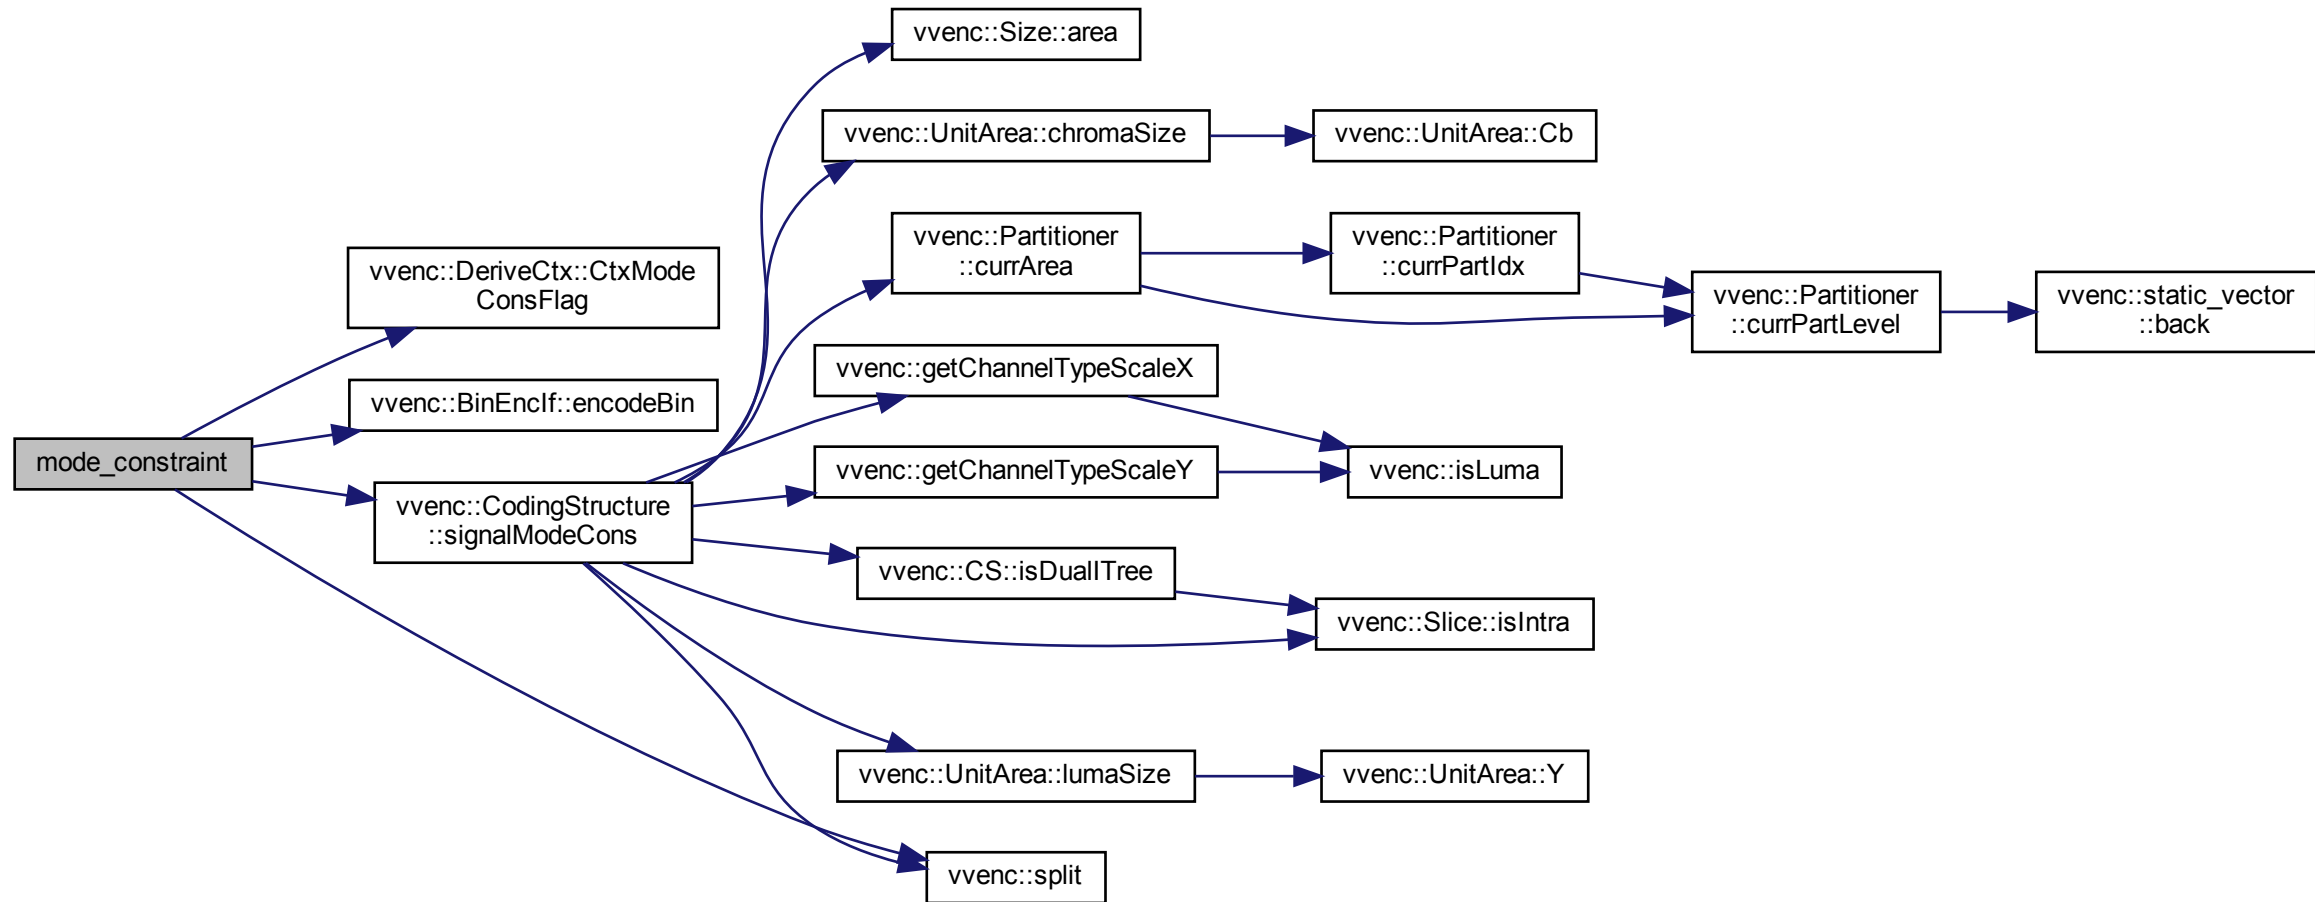 mode_constraint
vvenc::DeriveCtx::CtxMode
ConsFlag
vvenc::BinEncIf::encodeBin
vvenc::CodingStructure
::signalModeCons
vvenc::Size::area
vvenc::UnitArea::chromaSize
vvenc::UnitArea::Cb
vvenc::Partitioner
::currArea
vvenc::Partitioner
::currPartIdx
vvenc::Partitioner
::currPartLevel
vvenc::static_vector
::back
vvenc::getChannelTypeScaleX
vvenc::getChannelTypeScaleY
vvenc::isLuma
vvenc::CS::isDualITree
vvenc::Slice::isIntra
vvenc::UnitArea::lumaSize
vvenc::UnitArea::Y
vvenc::split